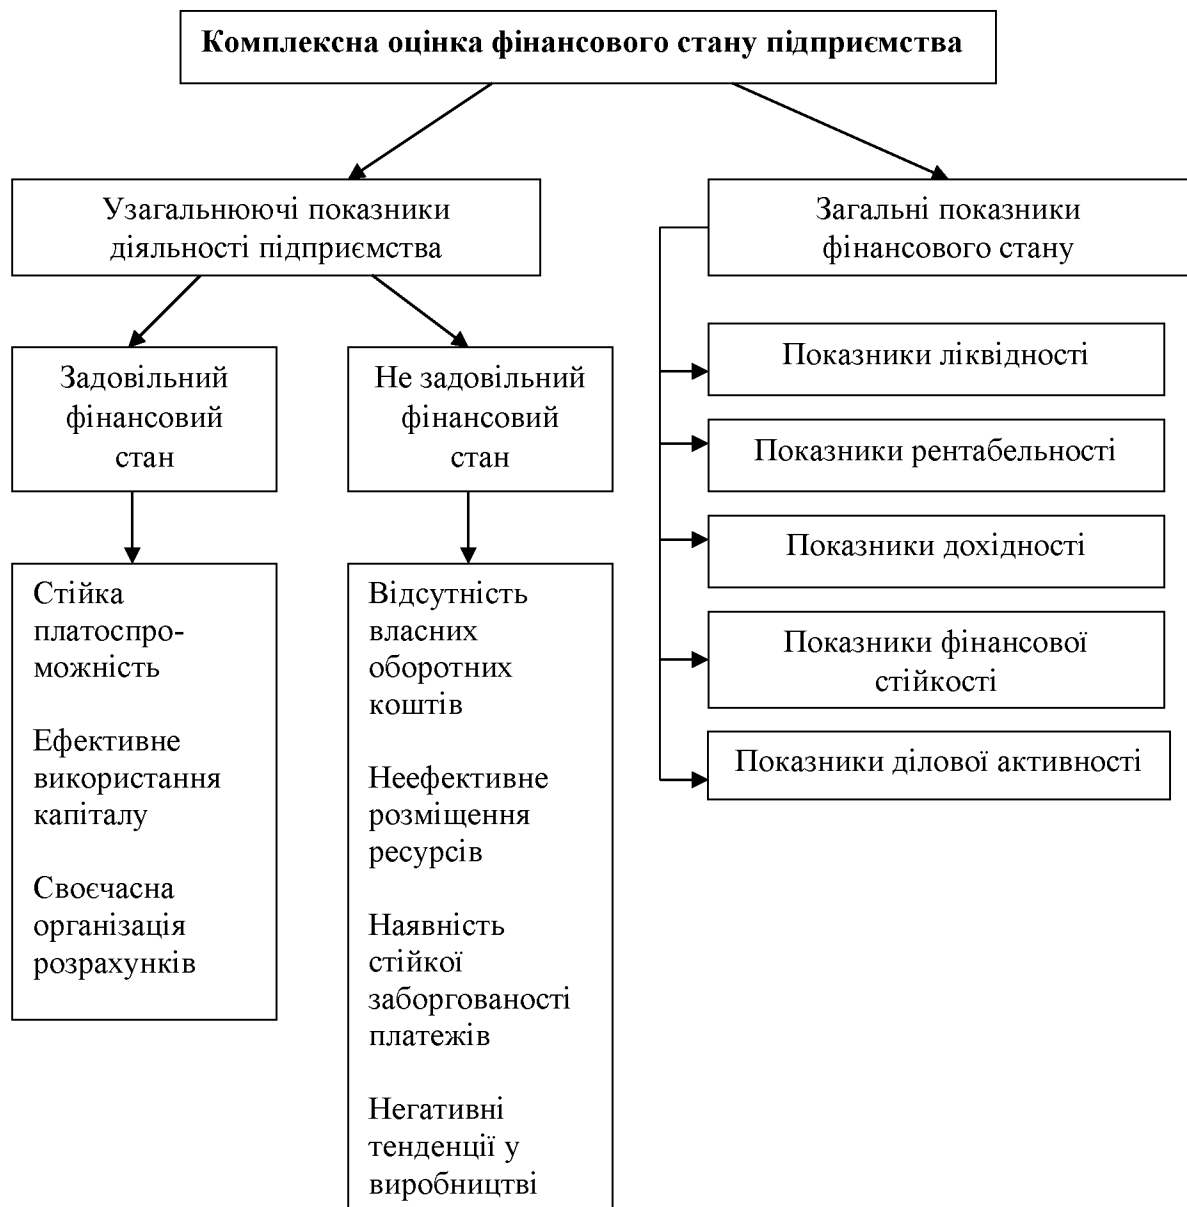 Комплексна оцінка фінансового стану підприємства
Узагальнюючі показники
діяльності підприємства
Загальні показники
фінансового стану
Задовільний
фінансовий
стан
Не задовільний
фінансовий
стан
Стійка
платоспро-
можність
Ефективне
використання
капіталу
Своєчасна
організація
розрахунків
Відсутність
власних
оборотних
коштів
Неефективне
розміщення
ресурсів
Наявність
стійкої
заборгованості
платежів
Негативні
тенденції у
виробництві
Показники ліквідності
Показники рентабельності
Показники дохідності
Показники фінансової
стійкості
Показники ділової активності